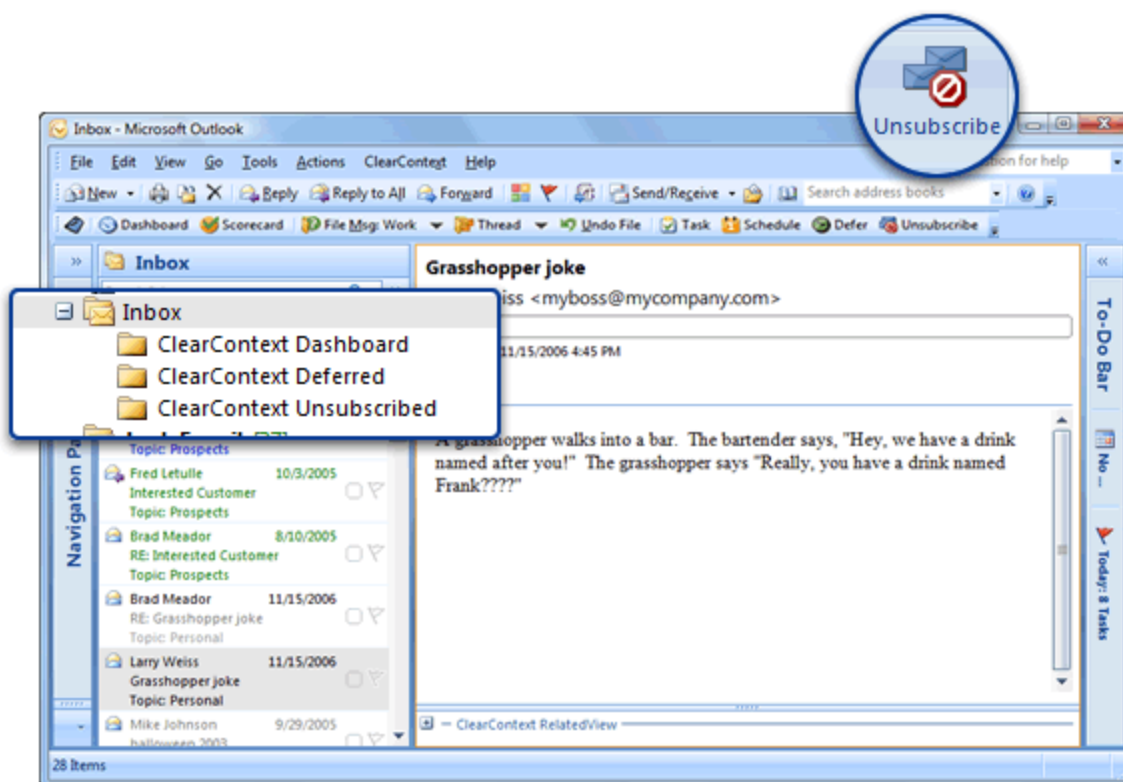 Unsubscribe
Inbox - Microsoft Outlook
File Edit View Go Tools Actions ClearContext Help
for help
New Reply Reply to All Forward Send/Receive Search address books
Dashboard Scorecard File Msg: Work Thread Undo File Task Schedule Defer Unsubscribe
» Inbox
«
Grasshopper joke
<myboss@mycompany.com>
11/15/2006 4:45 PM
Inbox
ClearContext Dashboard
ClearContext Deferred
ClearContext Unsubscribed
Navigation
Topic: Prospects
Fred Letulle 10/3/2005
Interested Customer
Topic: Prospects
Brad Meador 8/10/2005
RE: Interested Customer
Topic: Prospects
Brad Meador 11/15/2006
RE: Grasshopper joke
Topic: Personal
Larry Weiss 11/15/2006
Grasshopper joke
Topic: Personal
Mike Johnson 9/29/2005
halloween 2003
A grasshopper walks into a bar. The bartender says, "Hey, we have a drink
named after you!" The grasshopper says "Really, you have a drink named
Frank????"
ClearContext RelatedView
To-Do Bar
No ...
Today: 8 Tasks
28 Items